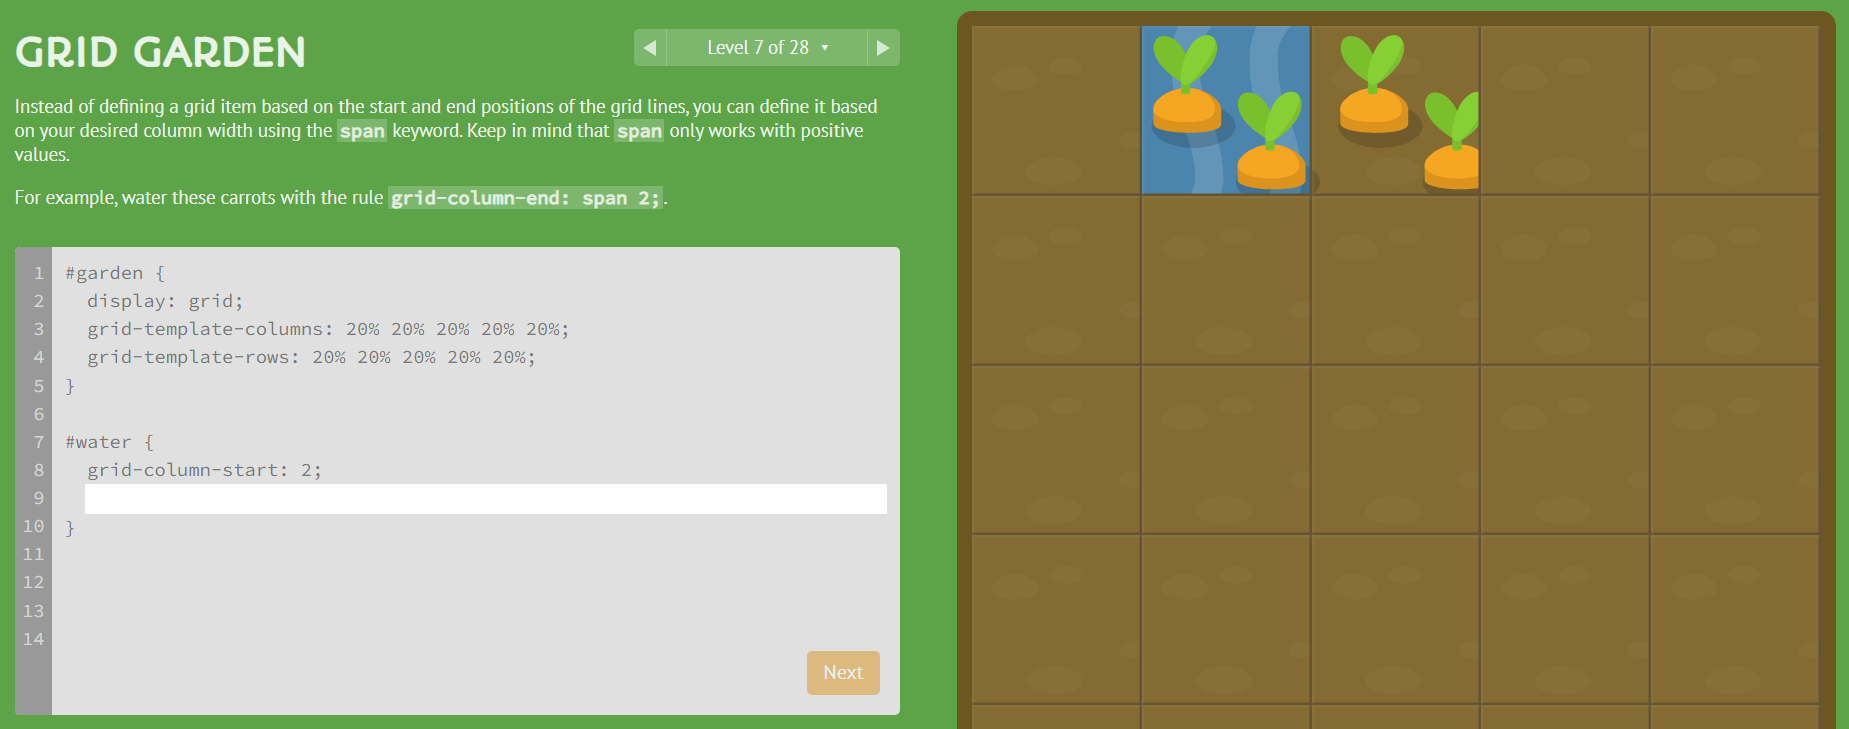 GRID GARDEN
◀ Level 7 of 28 ▼ ▶
Instead of defining a grid item based on the start and end positions of the grid lines, you can define it based
on your desired column width using the span keyword. Keep in mind that span only works with positive
values.
For example, water these carrots with the rule grid-column-end: span 2;.
1 #garden {
2 display: grid;
3 grid-template-columns: 20% 20% 20% 20% 20%;
4 grid-template-rows: 20% 20% 20% 20% 20%;
5 }
6
7 #water {
8 grid-column-start: 2;
9
10 }
11
12
13
14
Next